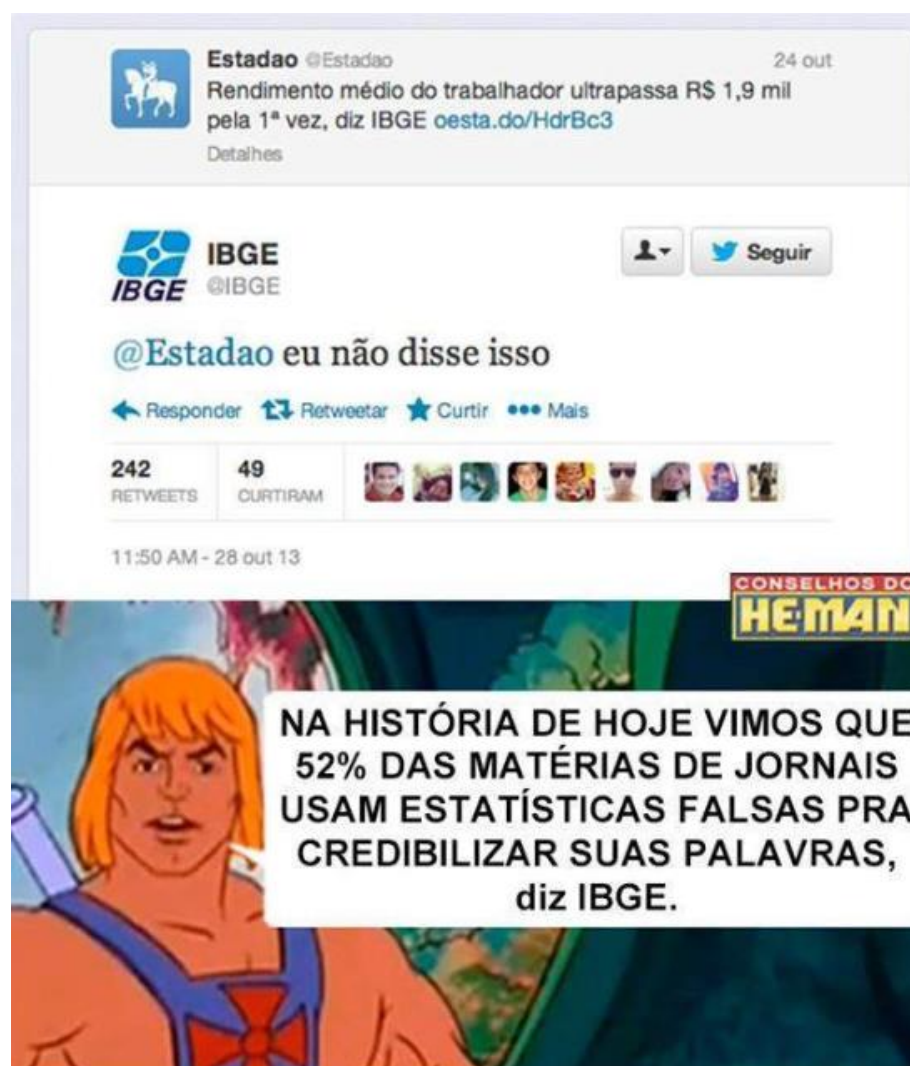 Estadao @Estadao
24 out
Rendimento médio do trabalhador ultrapassa R$ 1,9 mil
pela 1ª vez, diz IBGE oesta.do/HdrBc3
Detalhes
IBGE
IBGE
@IBGE
Seguir
@Estadao eu não disse isso
Responder Retweetar Curtir Mais
242
RETWEETS
49
CURTIRAM
11:50 AM - 28 out 13
CONSELHOS DO
HE-MAN
NA HISTÓRIA DE HOJE VIMOS QUE
52% DAS MATÉRIAS DE JORNAIS
USAM ESTATÍSTICAS FALSAS PRA
CREDIBILIZAR SUAS PALAVRAS,
diz IBGE.